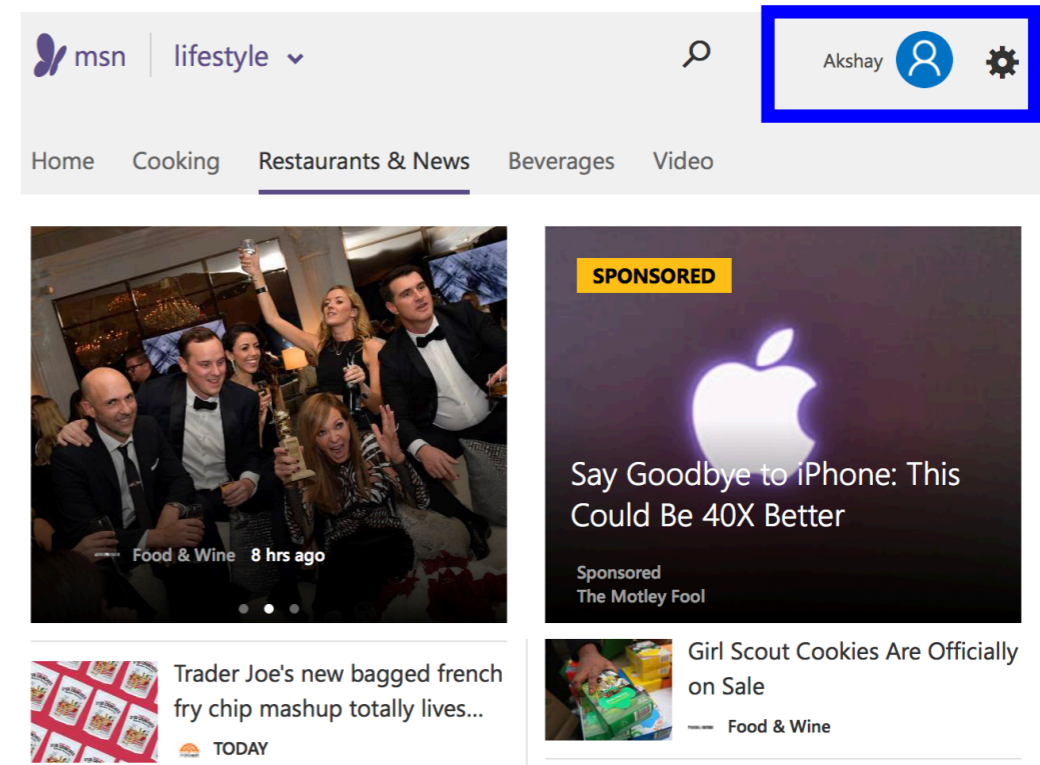 msn lifestyle
Akshay
Home Cooking Restaurants & News Beverages Video
Food & Wine 8 hrs ago
SPONSORED
Say Goodbye to iPhone: This
Could Be 40X Better
Sponsored
The Motley Fool
Trader Joe's new bagged french
fry chip mashup totally lives...
TODAY
Girl Scout Cookies Are Officially
on Sale
Food & Wine